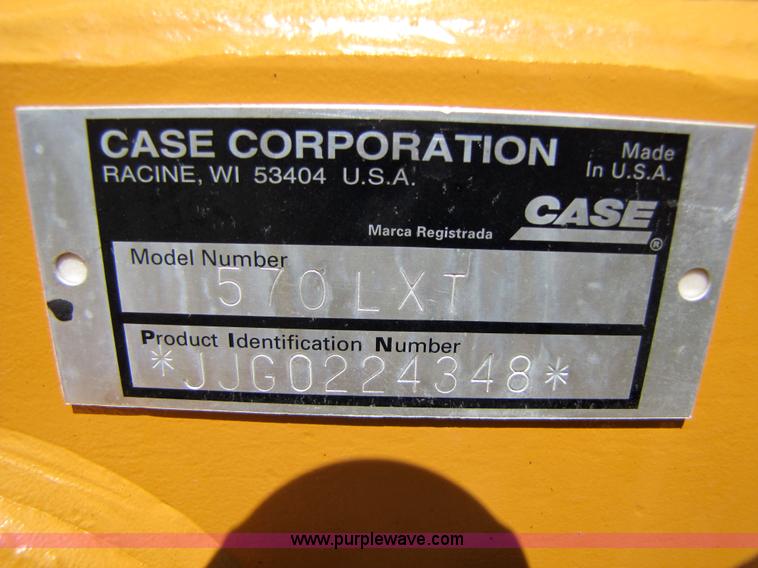 CASE CORPORATION
RACINE, WI 53404 U.S.A.
Made
In U.S.A.
Marca Registrada
CASE®
Model Number
570LXT
Product Identification Number
*JJG0224348*
www.purplewave.com